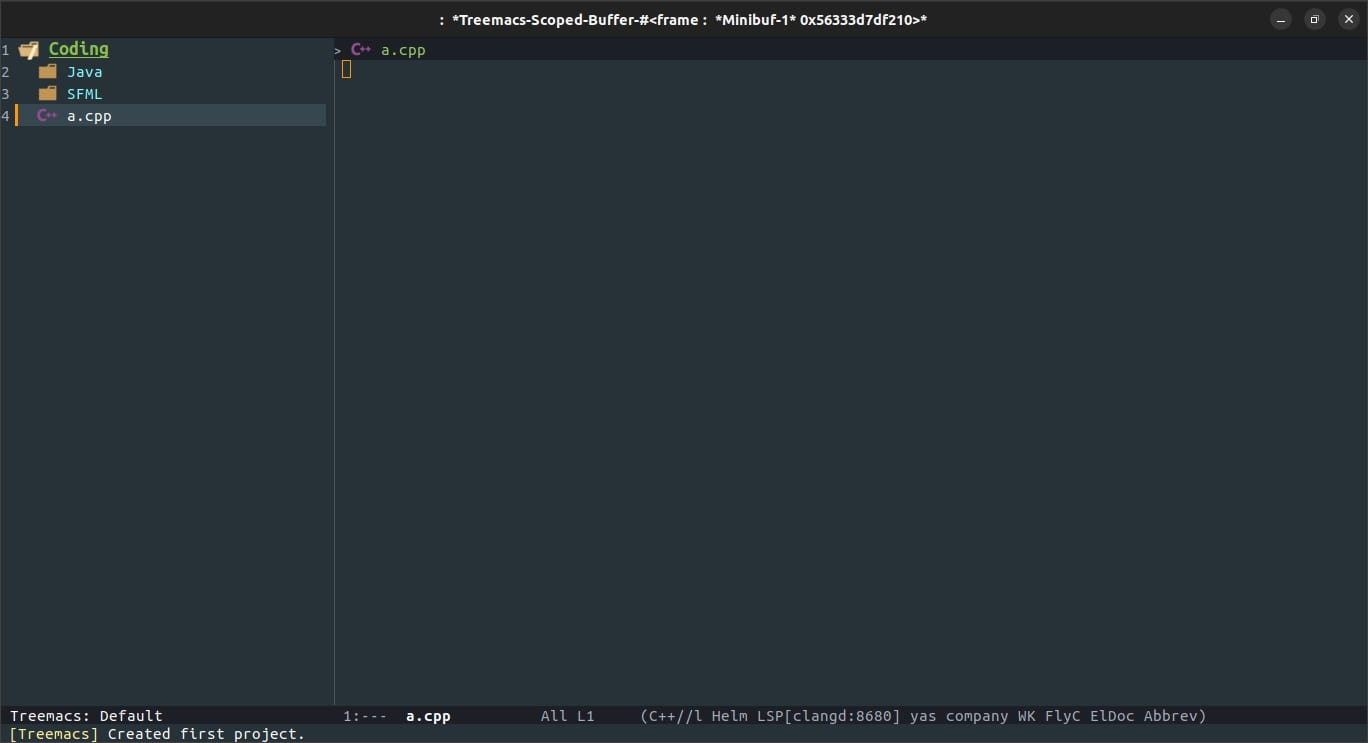 : *Treemacs-Scoped-Buffer-#<frame : *Minibuf-1* 0x56333d7df210>*
1 Coding
2 Java
3 SFML
4 C++ a.cpp
> C++ a.cpp
Treemacs: Default
1:--- a.cpp All L1 (C++//l Helm LSP[clangd:8680] yas company WK FlyC ElDoc Abbrev)
[Treemacs] Created first project.